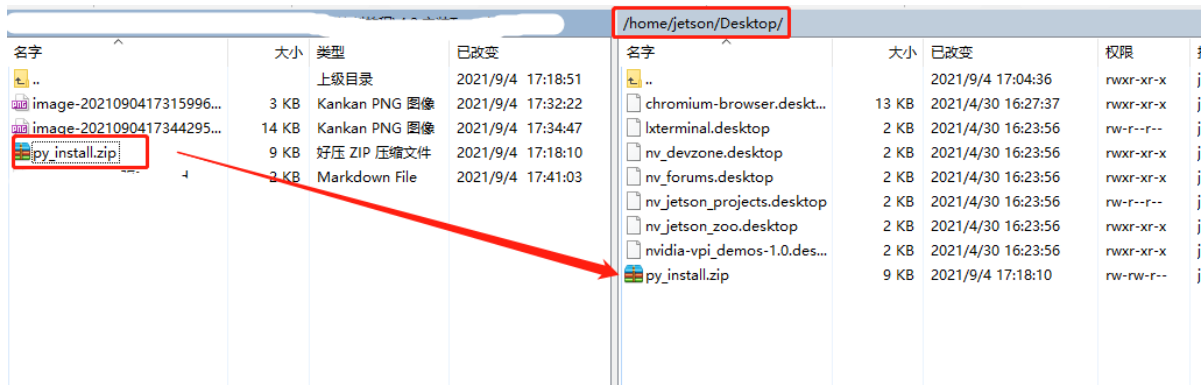 /home/jetson/Desktop/
名字 大小 类型 已改变
.. 上级目录 2021/9/4 17:18:51
image-2021090417315996... 3 KB Kankan PNG 图像 2021/9/4 17:32:22
image-2021090417344295... 14 KB Kankan PNG 图像 2021/9/4 17:34:47
py_install.zip 9 KB 好压 ZIP 压缩文件 2021/9/4 17:18:10
2 KB Markdown File 2021/9/4 17:41:03
名字 大小 已改变 权限
.. 2021/9/4 17:04:36 rwxr-xr-x
chromium-browser.deskt... 13 KB 2021/4/30 16:27:37 rwxr-xr-x
lxterminal.desktop 2 KB 2021/4/30 16:23:56 rw-r--r--
nv_devzone.desktop 2 KB 2021/4/30 16:23:56 rwxr-xr-x
nv_forums.desktop 2 KB 2021/4/30 16:23:56 rwxr-xr-x
nv_jetson_projects.desktop 2 KB 2021/4/30 16:23:56 rw-r--r--
nv_jetson_zoo.desktop 2 KB 2021/4/30 16:23:56 rwxr-xr-x
nvidia-vpi_demos-1.0.des... 2 KB 2021/4/30 16:23:56 rwxr-xr-x
py_install.zip 9 KB 2021/9/4 17:18:10 rw-rw-r--